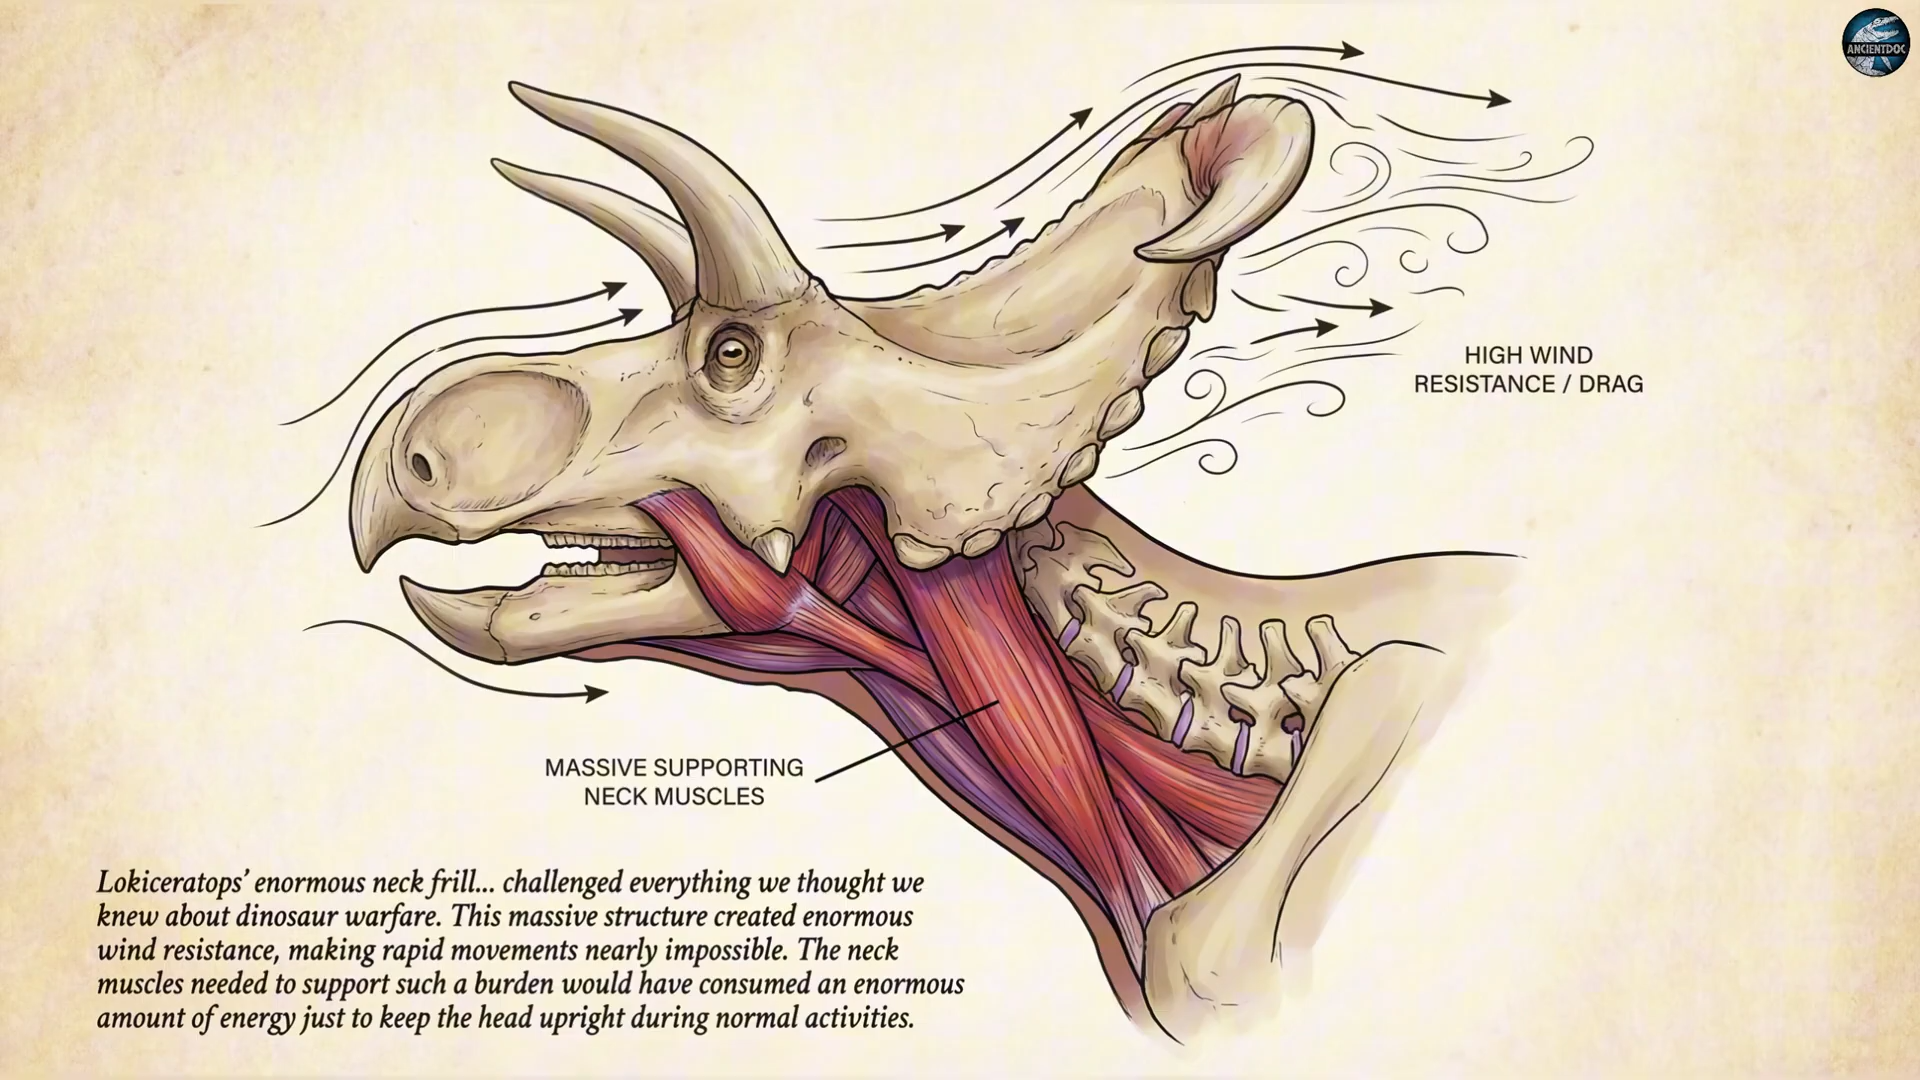 ANCIENTDOC
HIGH WIND
RESISTANCE / DRAG
MASSIVE SUPPORTING
NECK MUSCLES
Lokiceratops’ enormous neck frill... challenged everything we thought we
knew about dinosaur warfare. This massive structure created enormous
wind resistance, making rapid movements nearly impossible. The neck
muscles needed to support such a burden would have consumed an enormous
amount of energy just to keep the head upright during normal activities.